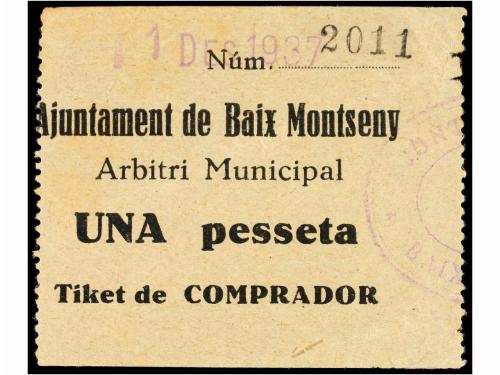 1 DEC 1937
Núm. 2011
Ajuntament de Baix Montseny
Arbitri Municipal
UNA pesseta
Tiket de COMPRADOR